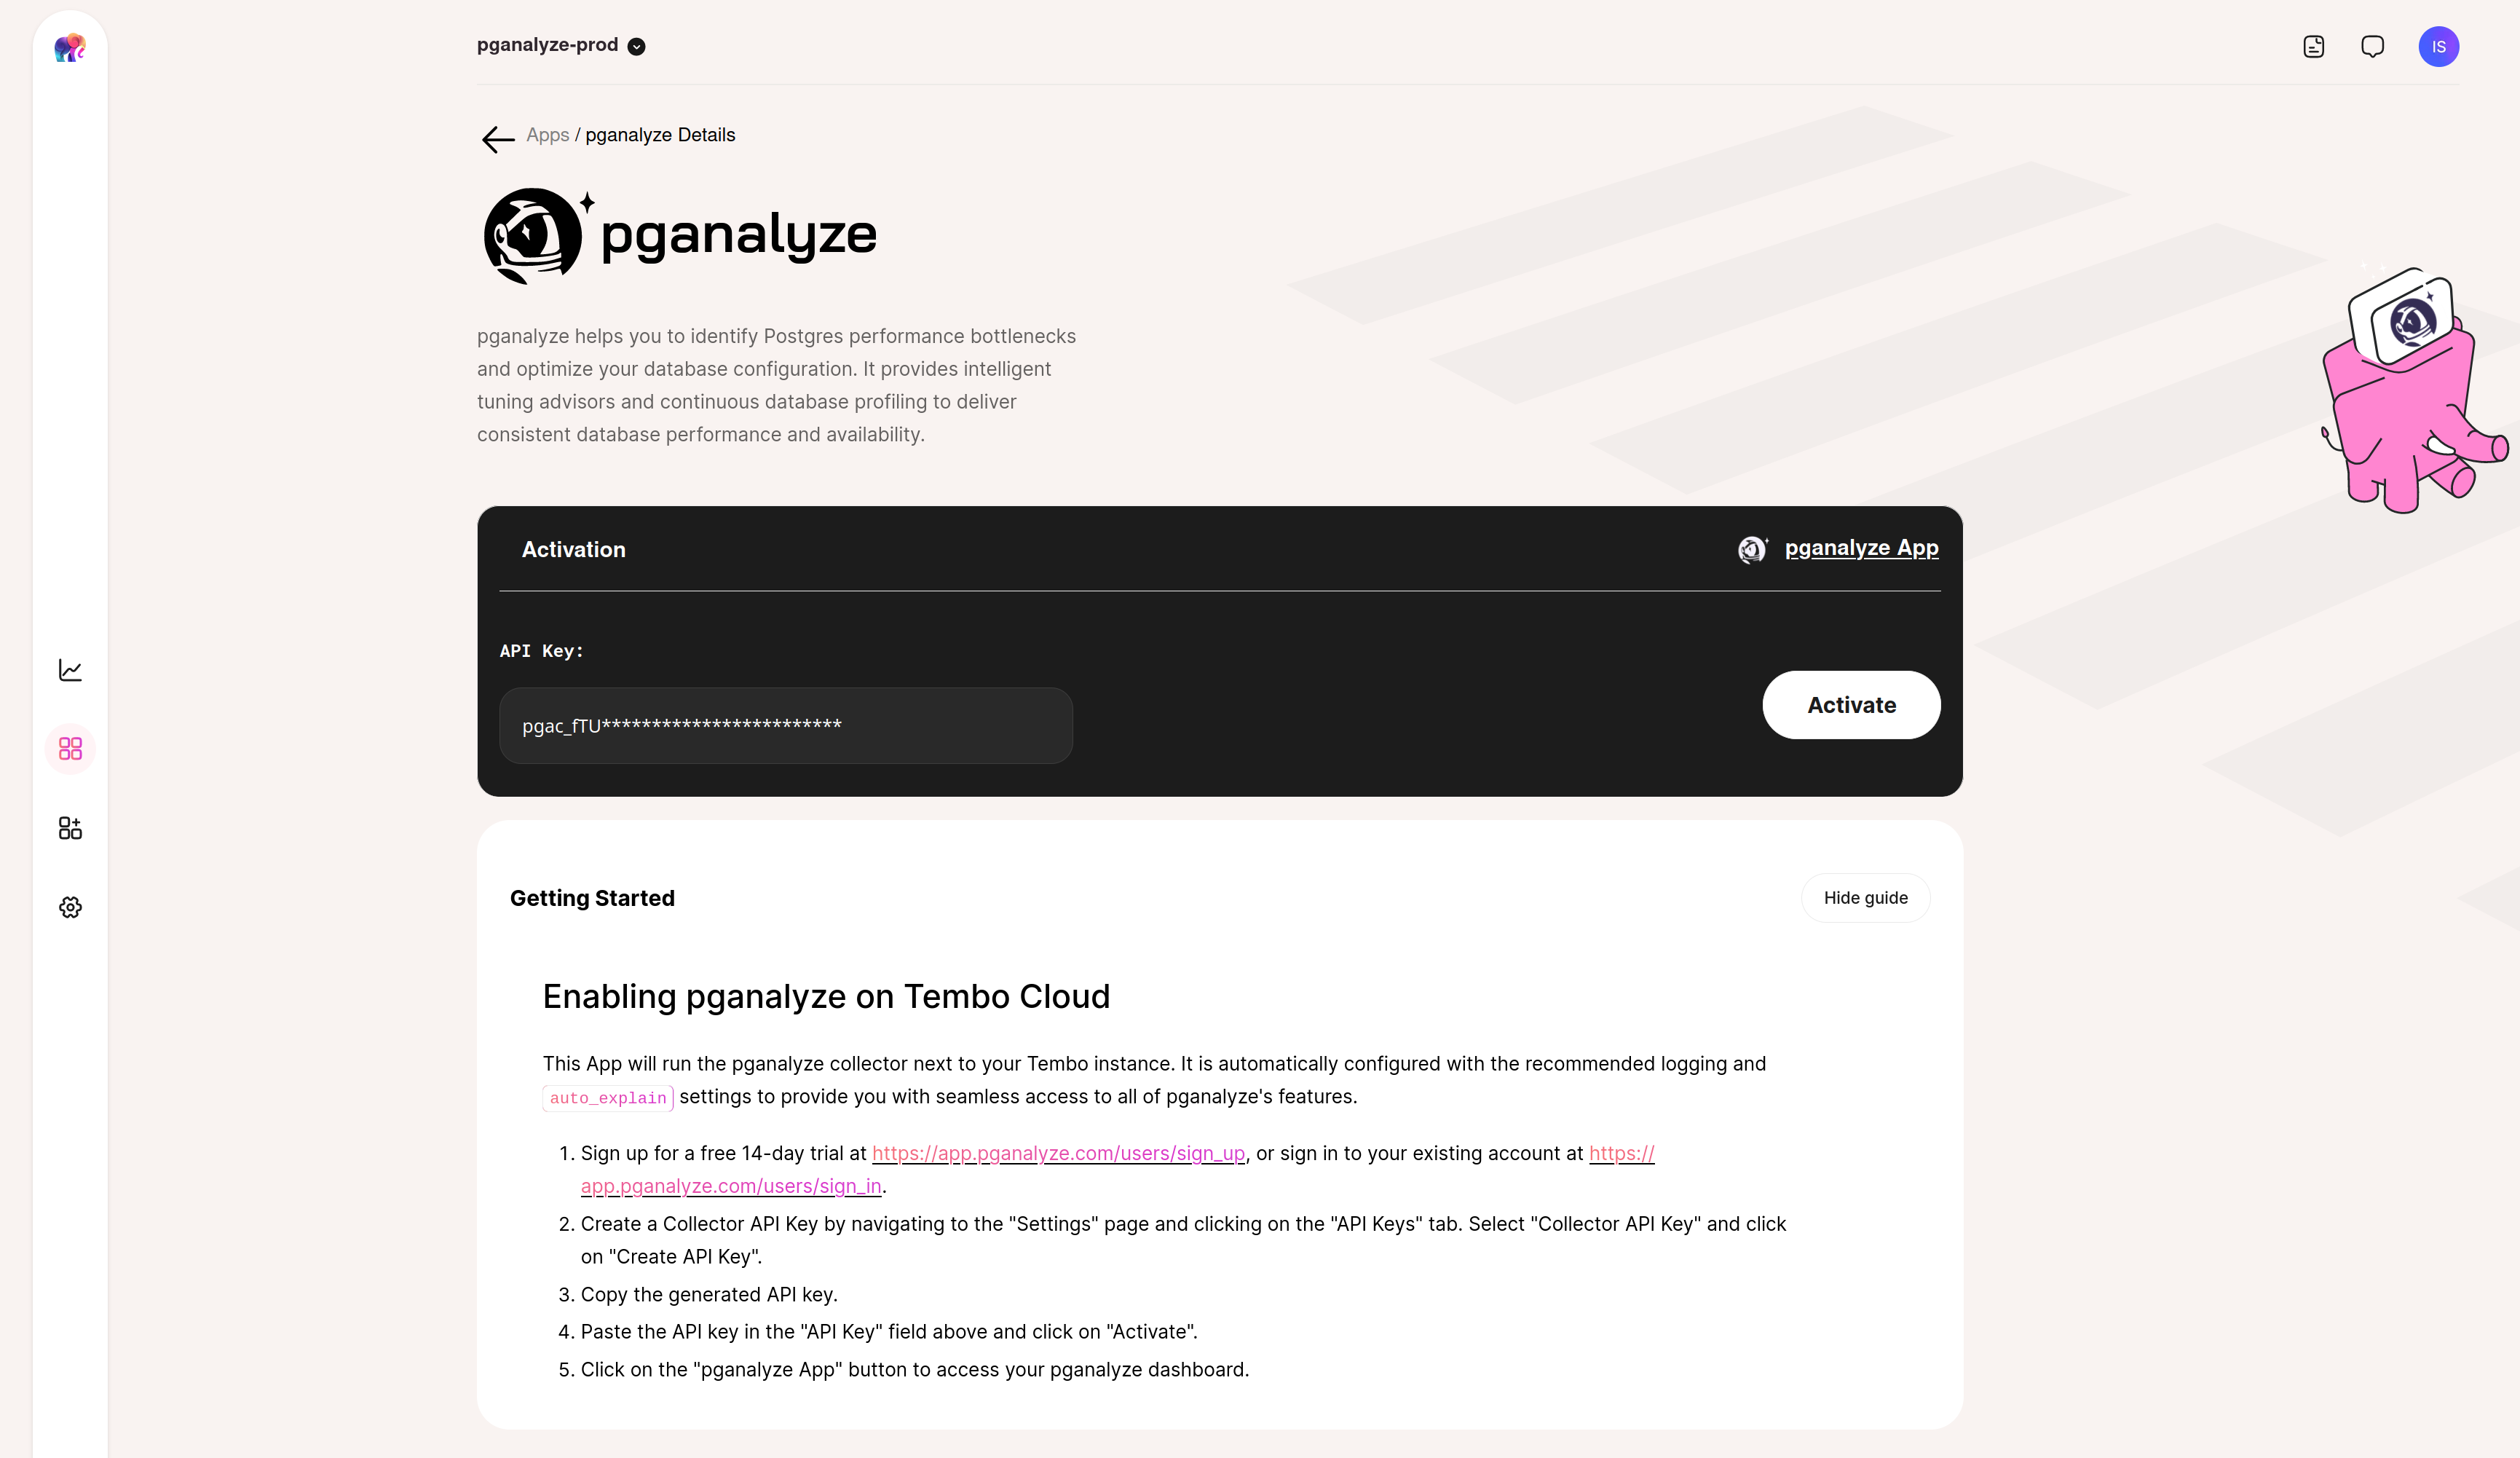 pganalyze-prod
IS
Apps / pganalyze Details
pganalyze
pganalyze helps you to identify Postgres performance bottlenecks
and optimize your database configuration. It provides intelligent
tuning advisors and continuous database profiling to deliver
consistent database performance and availability.
Activation
pganalyze App
API Key:
pgac_fTU************************
Activate
Getting Started
Hide guide
Enabling pganalyze on Tembo Cloud
This App will run the pganalyze collector next to your Tembo instance. It is automatically configured with the recommended logging and
auto_explain settings to provide you with seamless access to all of pganalyze's features.
1. Sign up for a free 14-day trial at https://app.pganalyze.com/users/sign_up, or sign in to your existing account at https://
app.pganalyze.com/users/sign_in.
2. Create a Collector API Key by navigating to the "Settings" page and clicking on the "API Keys" tab. Select "Collector API Key" and click
on "Create API Key".
3. Copy the generated API key.
4. Paste the API key in the "API Key" field above and click on "Activate".
5. Click on the "pganalyze App" button to access your pganalyze dashboard.